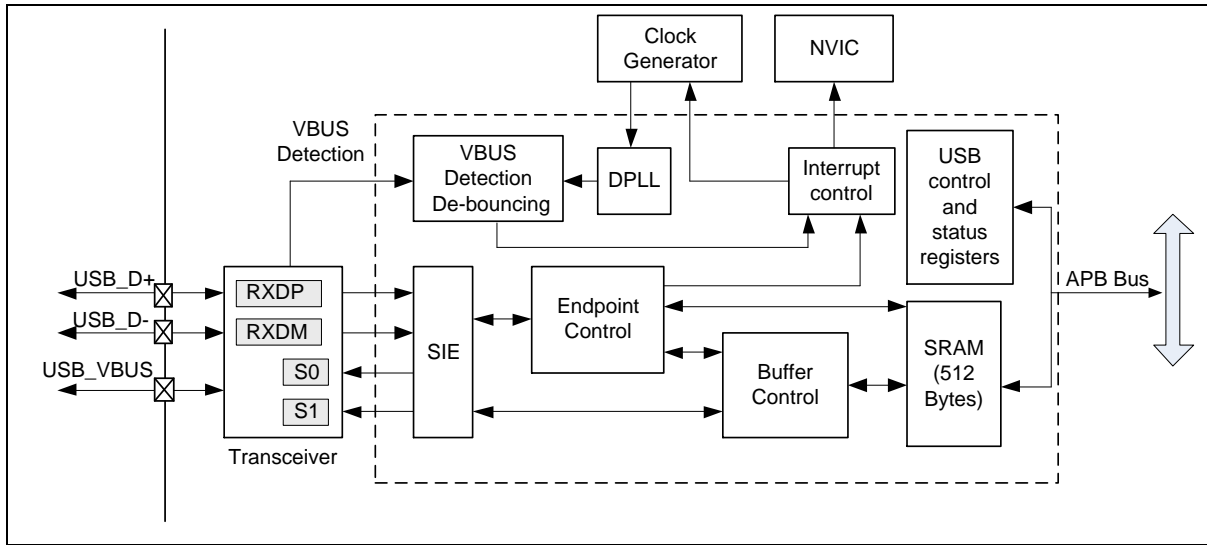 Clock
Generator
NVIC
VBUS
Detection
VBUS
Detection
De-bouncing
DPLL
Interrupt
control
USB
control
and
status
registers
USB_D+
USB_D-
USB_VBUS
RXDP
RXDM
S0
S1
Transceiver
SIE
Endpoint
Control
Buffer
Control
SRAM
(512
Bytes)
APB Bus